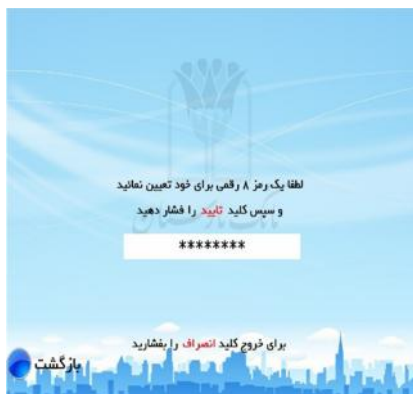 لطفا یک رمز ۸ رقمی برای خود تعیین نمائید
و سپس کلید تایید را فشار دهید
********
برای خروج کلید انصراف را بفشارید
بازگشت